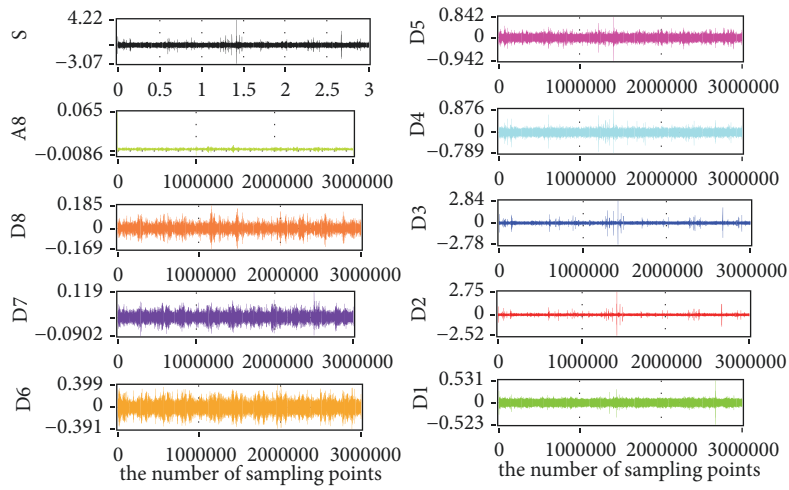 S
4.22
−3.07
0 0.5 1 1.5 2 2.5 3
A8
0.065
−0.0086
0 1000000 2000000 3000000
D8
0.185
0
−0.169
0 1000000 2000000 3000000
D7
0.119
−0.0902
0 1000000 2000000 3000000
D6
0.399
0
−0.391
0 1000000 2000000 3000000
the number of sampling points
D5
0.842
0
−0.942
0 1000000 2000000 3000000
D4
0.876
0
−0.789
0 1000000 2000000 3000000
D3
2.84
0
−2.78
0 1000000 2000000 3000000
D2
2.75
0
−2.52
0 1000000 2000000 3000000
D1
0.531
0
−0.523
0 1000000 2000000 3000000
the number of sampling points